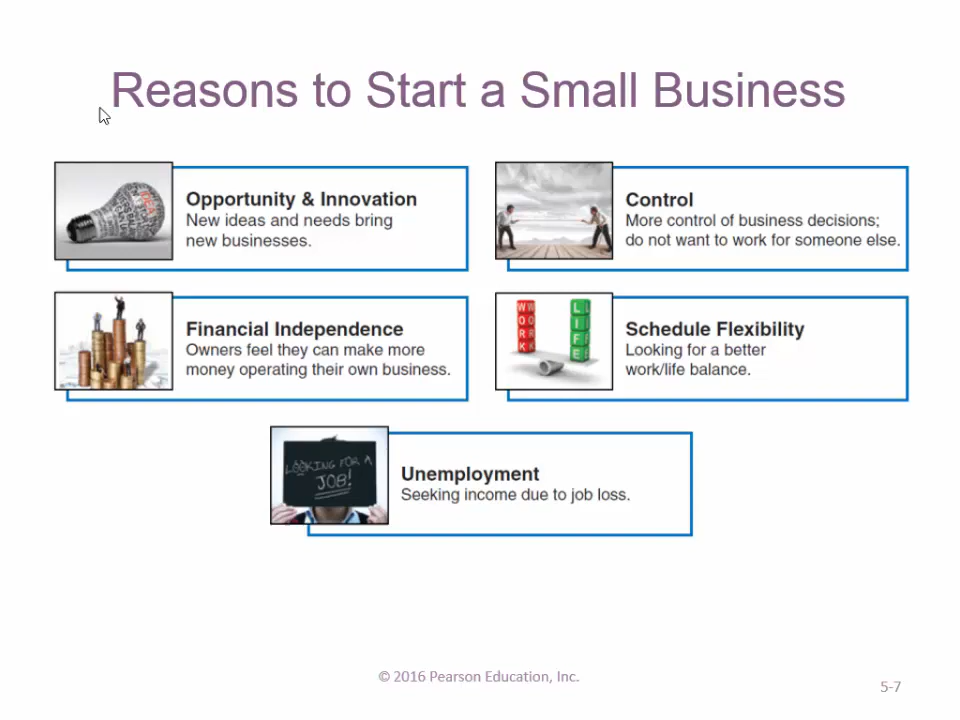 Reasons to Start a Small Business
IDEA
Opportunity & Innovation
New ideas and needs bring
new businesses.
Control
More control of business decisions;
do not want to work for someone else.
Financial Independence
Owners feel they can make more
money operating their own business.
WORK
LIFE
Schedule Flexibility
Looking for a better
work/life balance.
LOOKING FOR A
JOB!
Unemployment
Seeking income due to job loss.
© 2016 Pearson Education, Inc.
5-7